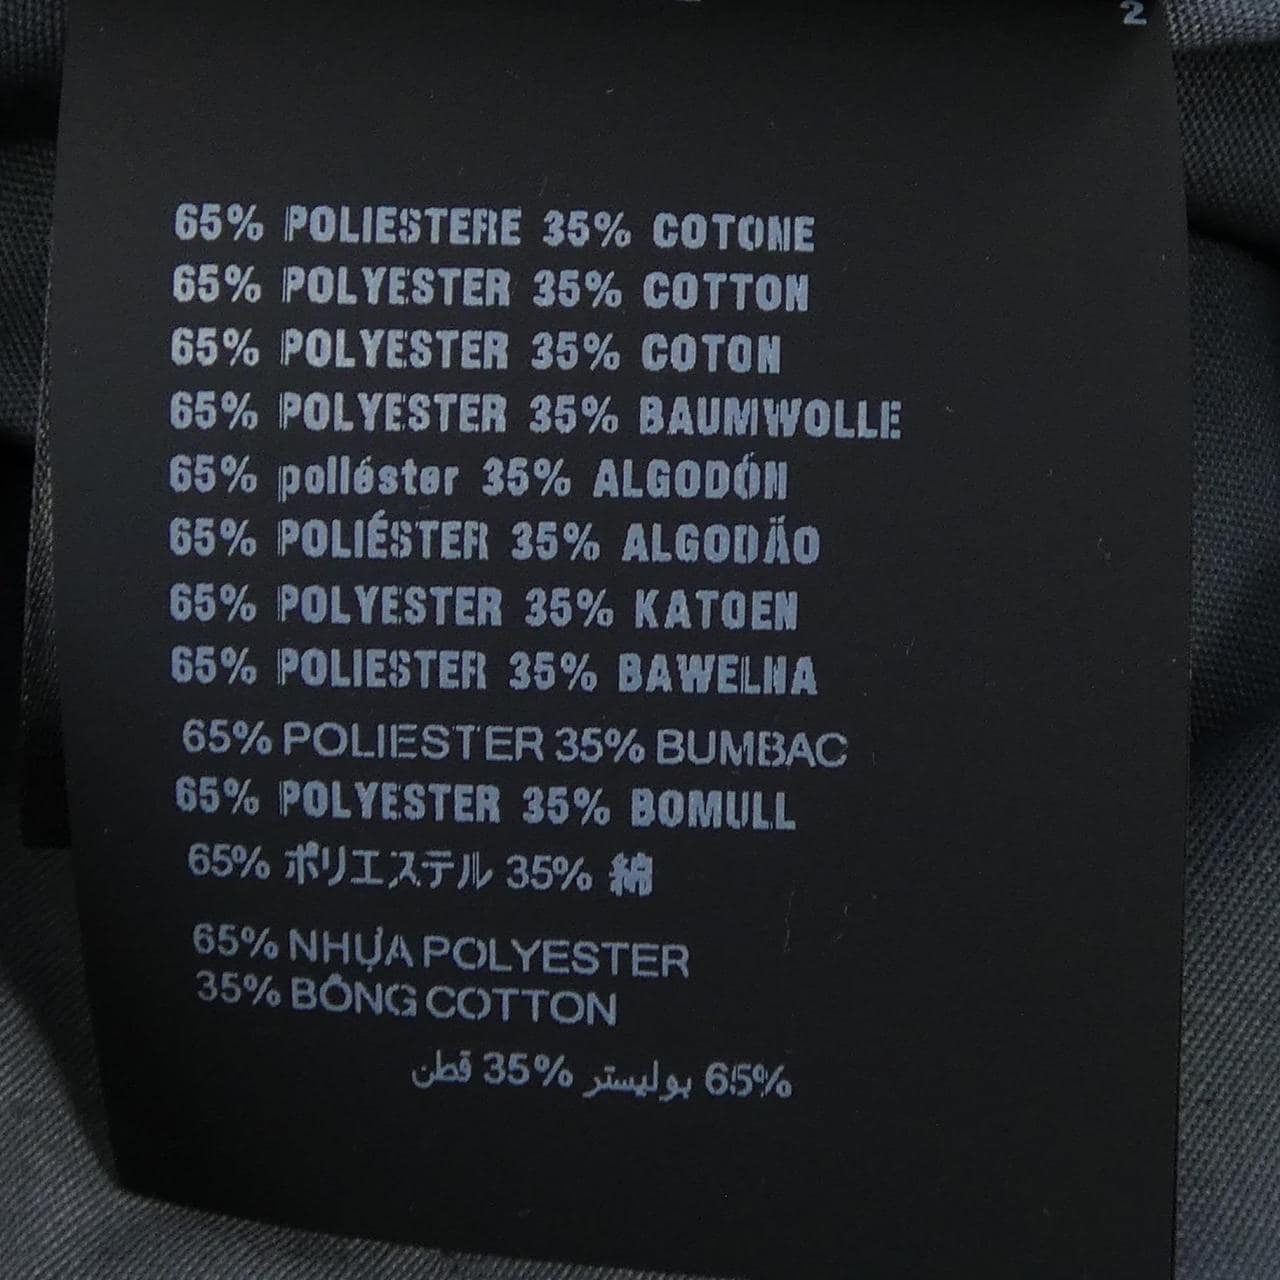 2
65% POLIESTERE 35% COTONE
65% POLYESTER 35% COTTON
65% POLYESTER 35% COTON
65% POLYESTER 35% BAUMWOLLE
65% poliéster 35% ALGODÓN
65% POLIÉSTER 35% ALGODÃO
65% POLYESTER 35% KATOEN
65% POLIESTER 35% BAWEŁNA
65% POLIESTER 35% BUMBAC
65% POLYESTER 35% BOMULL
65% ポリエステル 35% 綿
65% NHỰA POLYESTER
35% BÔNG COTTON
65% بوليستر 35% قطن